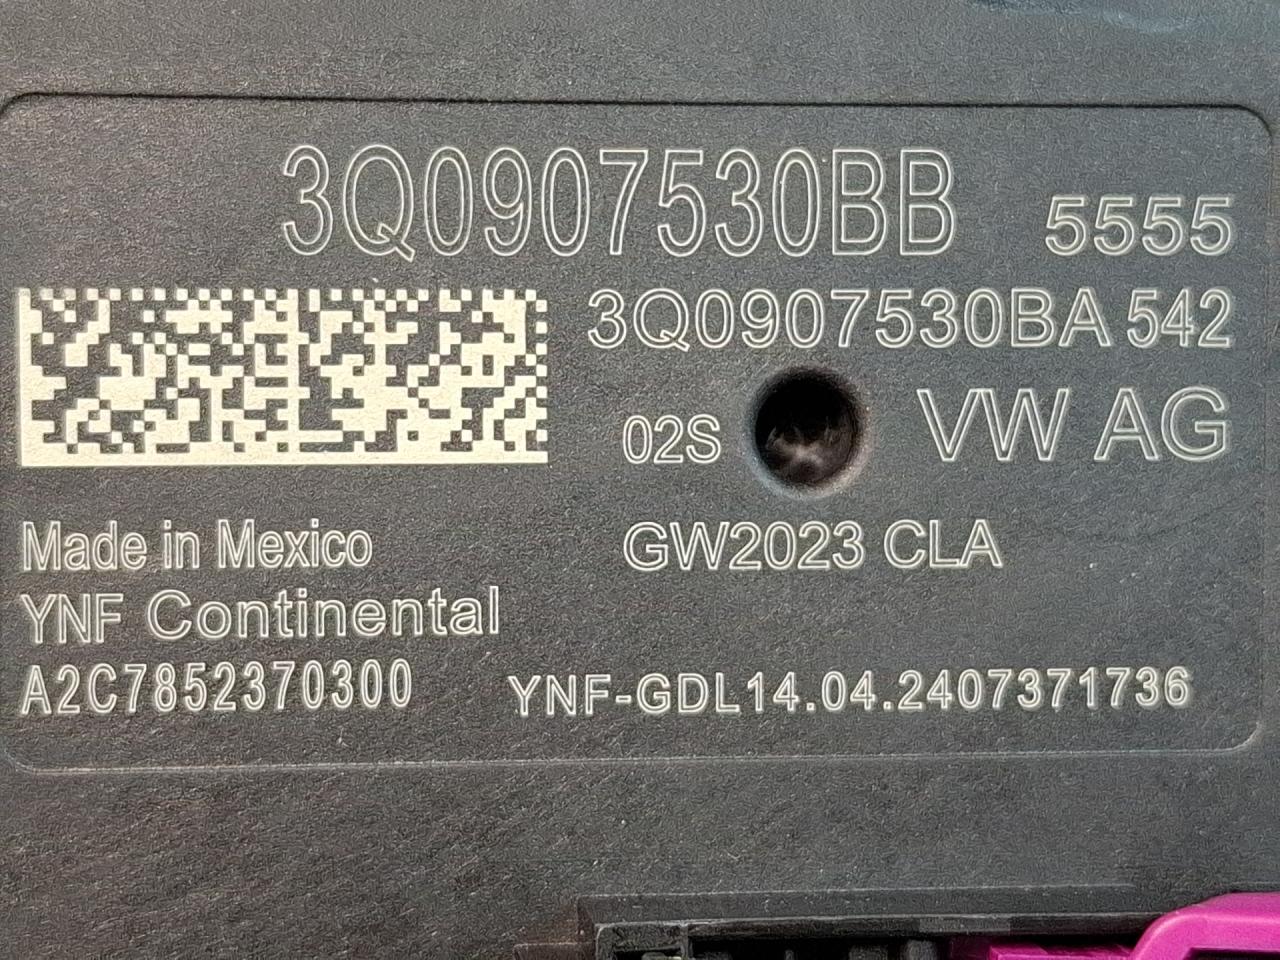 3Q0907530BB 5555
3Q0907530BA 542
02S VW AG
Made in Mexico GW2023 CLA
YNF Continental
A2C7852370300 YNF-GDL14.04.2407371736